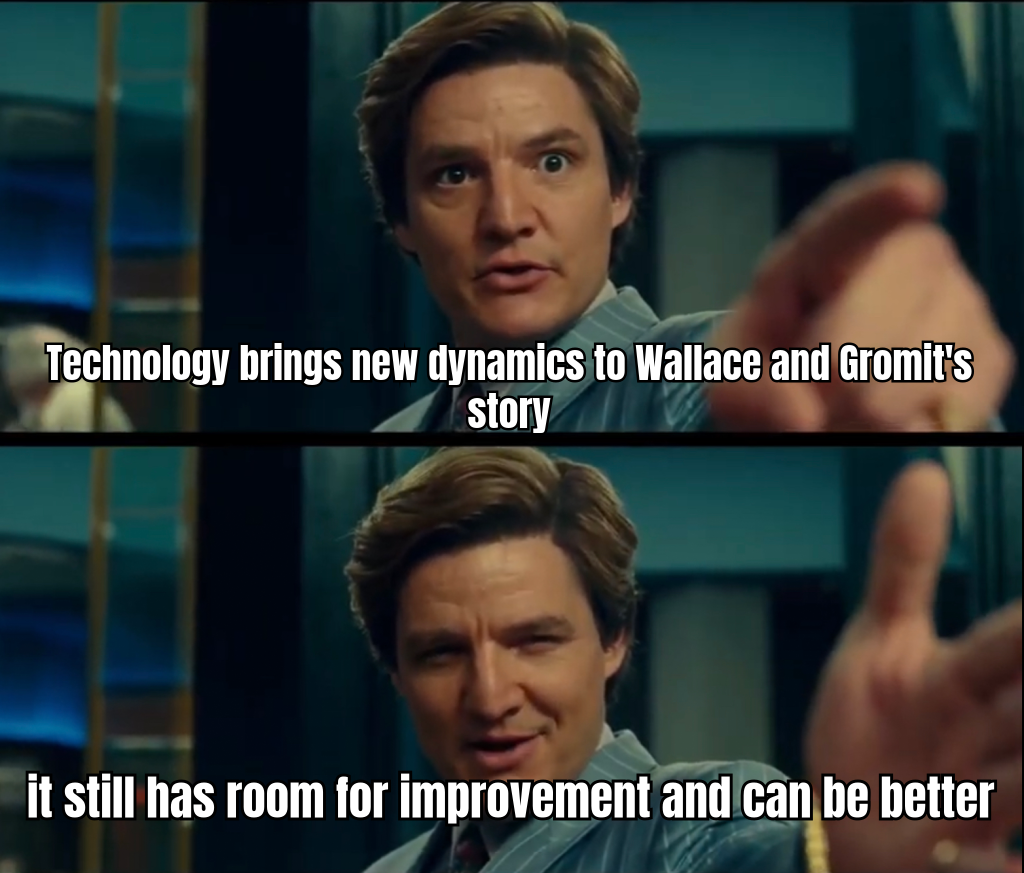 Technology brings new dynamics to Wallace and Gromit's
story
it still has room for improvement and can be better